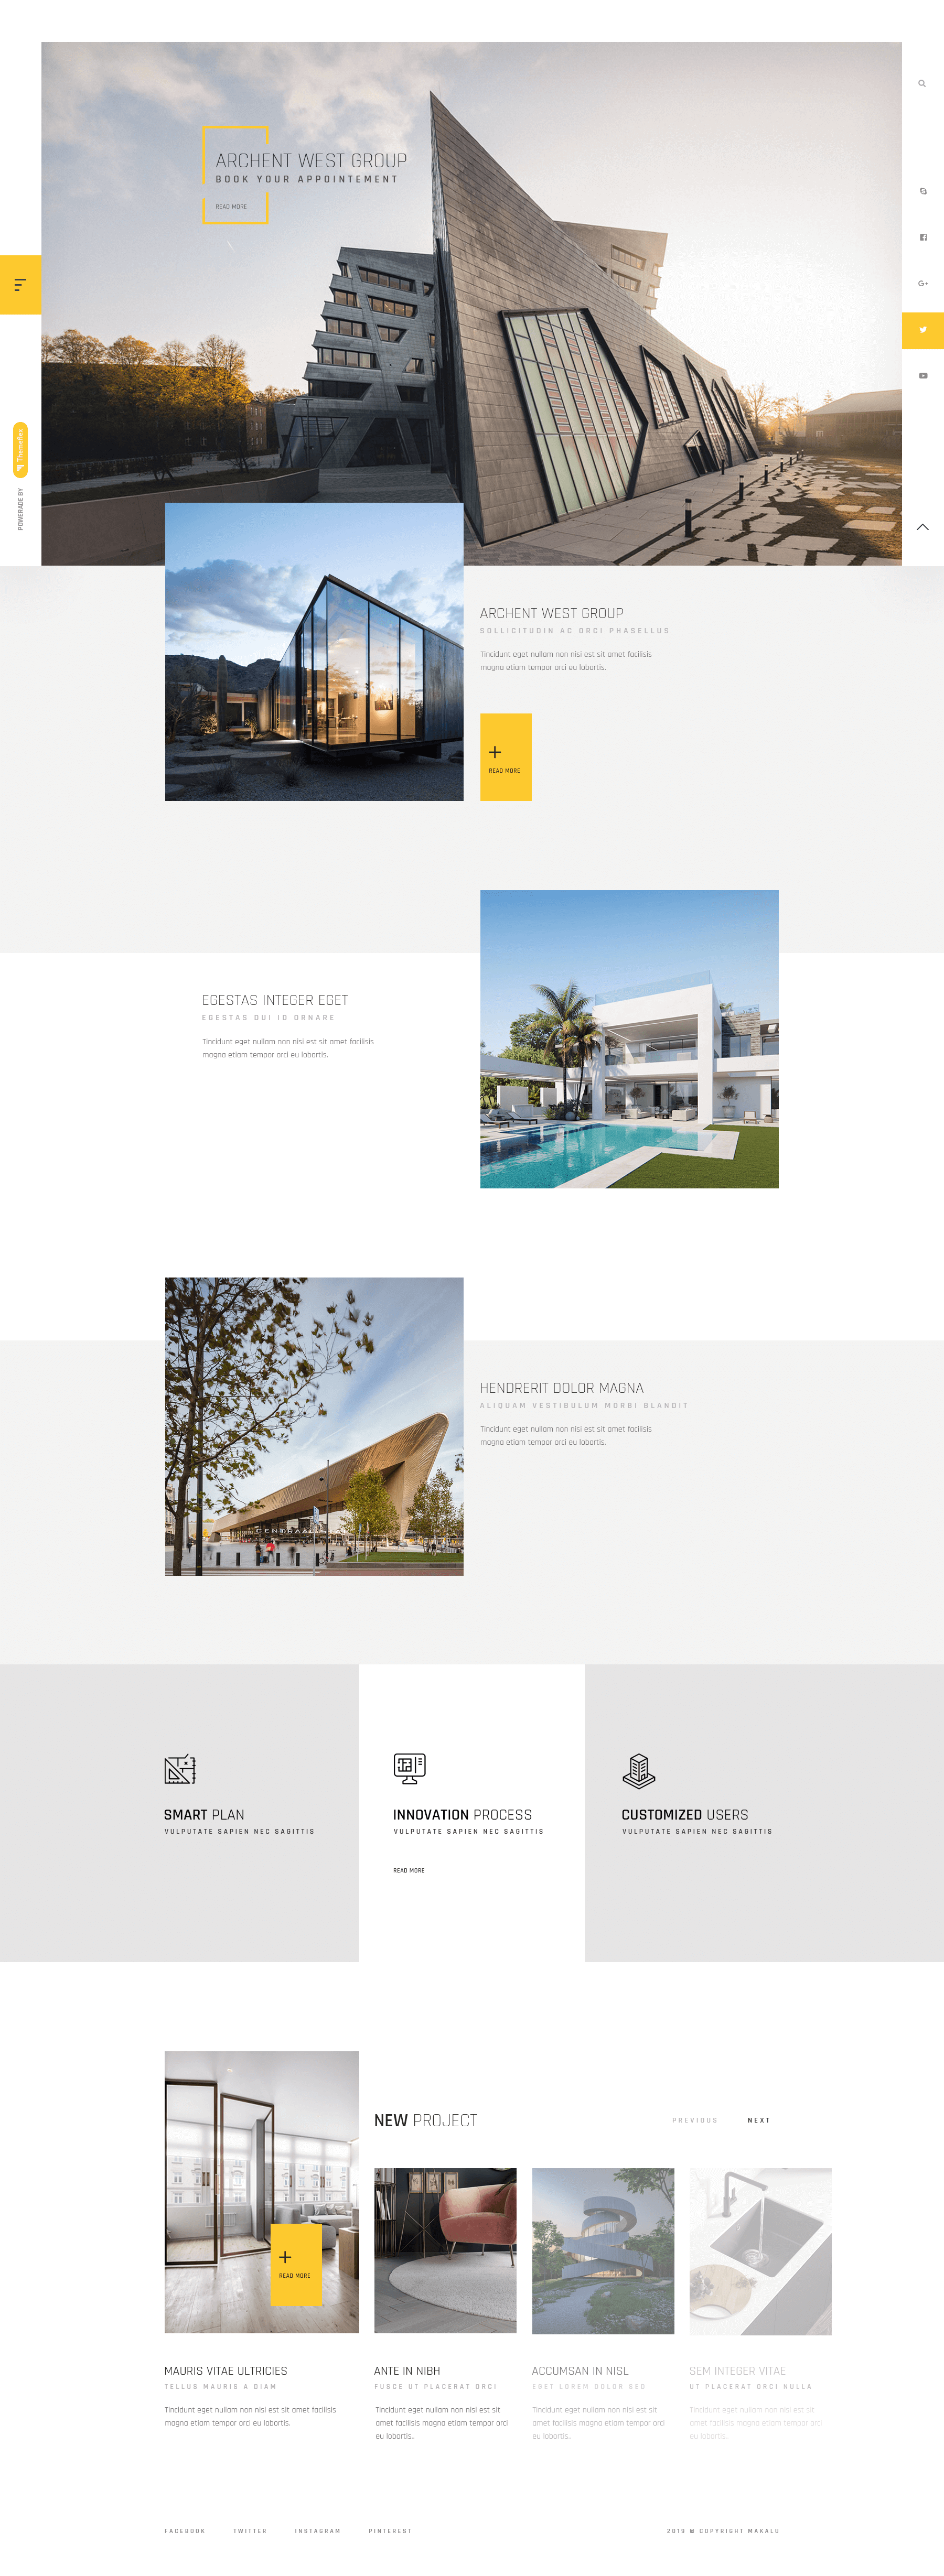 ARCHENT WEST GROUP
BOOK YOUR APPOINTEMENT
READ MORE
Themeflex
POWERADE BY
ARCHENT WEST GROUP
SOLLICITUDIN AC ORCI PHASELLUS
Tincidunt eget nullam non nisi est sit amet facilisis
magna etiam tempor orci eu lobortis.
READ MORE
EGESTAS INTEGER EGET
EGESTAS DUI ID ORNARE
Tincidunt eget nullam non nisi est sit amet facilisis
magna etiam tempor orci eu lobortis.
HENDRERIT DOLOR MAGNA
ALIQUAM VESTIBULUM MORBI BLANDIT
Tincidunt eget nullam non nisi est sit amet facilisis
magna etiam tempor orci eu lobortis.
CENTRAAL
SMART PLAN
VULPUTATE SAPIEN NEC SAGITTIS
INNOVATION PROCESS
VULPUTATE SAPIEN NEC SAGITTIS
READ MORE
CUSTOMIZED USERS
VULPUTATE SAPIEN NEC SAGITTIS
NEW PROJECT
PREVIOUS NEXT
READ MORE
MAURIS VITAE ULTRICIES
TELLUS MAURIS A DIAM
Tincidunt eget nullam non nisi est sit amet facilisis
magna etiam tempor orci eu lobortis.
ANTE IN NIBH
FUSCE UT PLACERAT ORCI
Tincidunt eget nullam non nisi est sit
amet facilisis magna etiam tempor orci
eu lobortis..
ACCUMSAN IN NISL
EGET LOREM DOLOR SED
Tincidunt eget nullam non nisi est sit
amet facilisis magna etiam tempor orci
eu lobortis..
SEM INTEGER VITAE
UT PLACERAT ORCI NULLA
Tincidunt eget nullam non nisi est sit
amet facilisis magna etiam tempor orci
eu lobortis..
FACEBOOK TWITTER INSTAGRAM PINTEREST
2019 © COPYRIGHT MAKALU